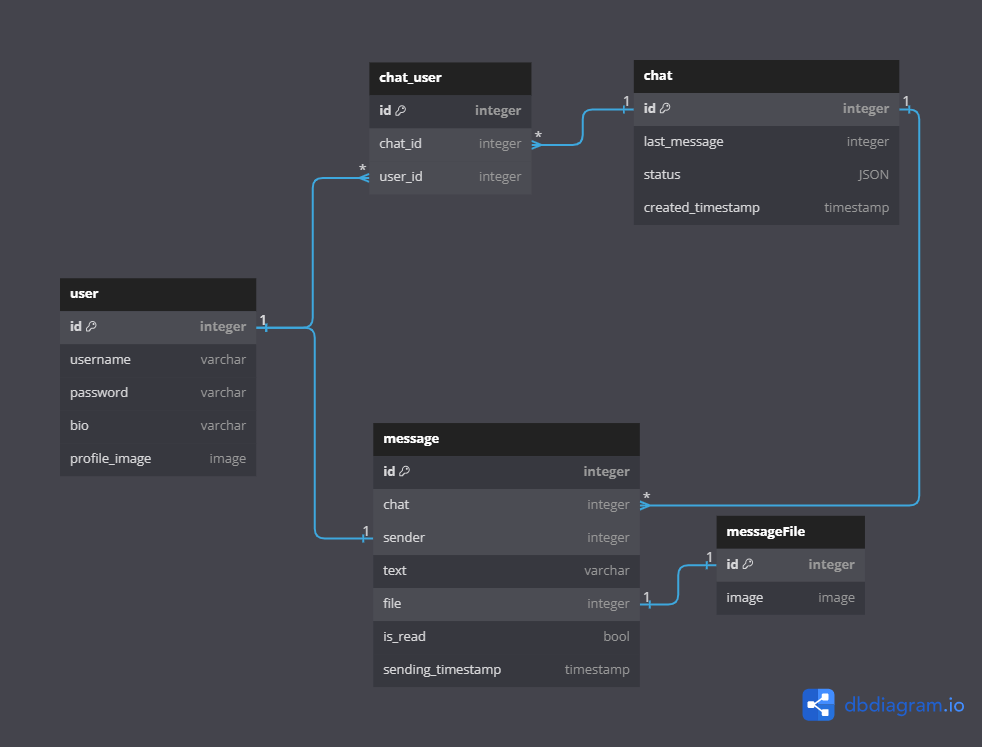 chat_user
id integer
chat_id integer
user_id integer
chat
id integer
last_message integer
status JSON
created_timestamp timestamp
1
1
*
*
user
id integer
username varchar
password varchar
bio varchar
profile_image image
1
message
id integer
chat integer
sender integer
text varchar
file integer
is_read bool
sending_timestamp timestamp
*
1
1
1
messageFile
id integer
image image
dbdiagram.io